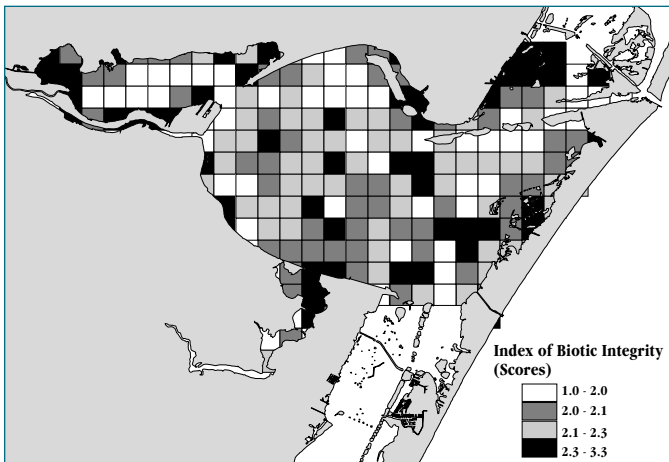 Index of Biotic Integrity
(Scores)
1.0 - 2.0
2.0 - 2.1
2.1 - 2.3
2.3 - 3.3